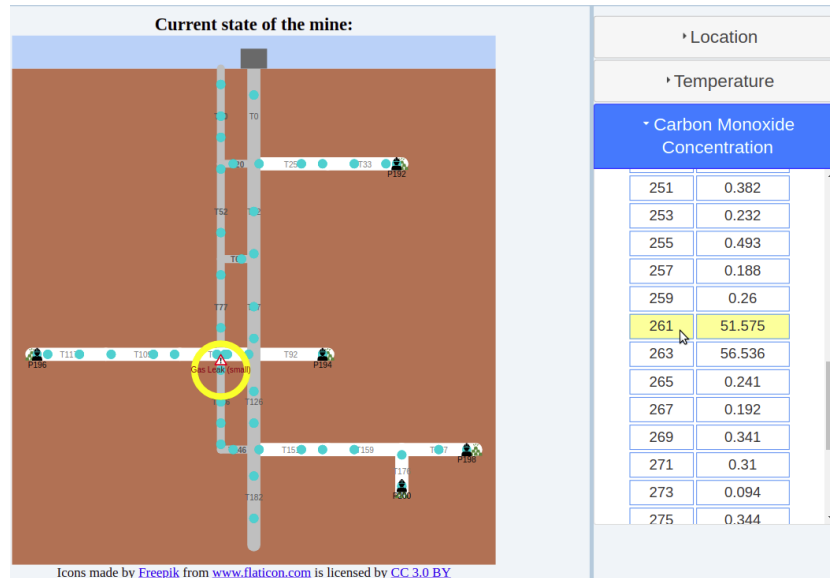 Current state of the mine:
T0
T25
T33
P192
T52
T77
T117
T109
T92
P196
P194
Gas Leak (small)
T126
T151
T159
P198
T176
P200
T182
Icons made by Freepik from www.flaticon.com is licensed by CC 3.0 BY
Location
Temperature
Carbon Monoxide
Concentration
251 0.382
253 0.232
255 0.493
257 0.188
259 0.26
261 51.575
263 56.536
265 0.241
267 0.192
269 0.341
271 0.31
273 0.094
275 0.344